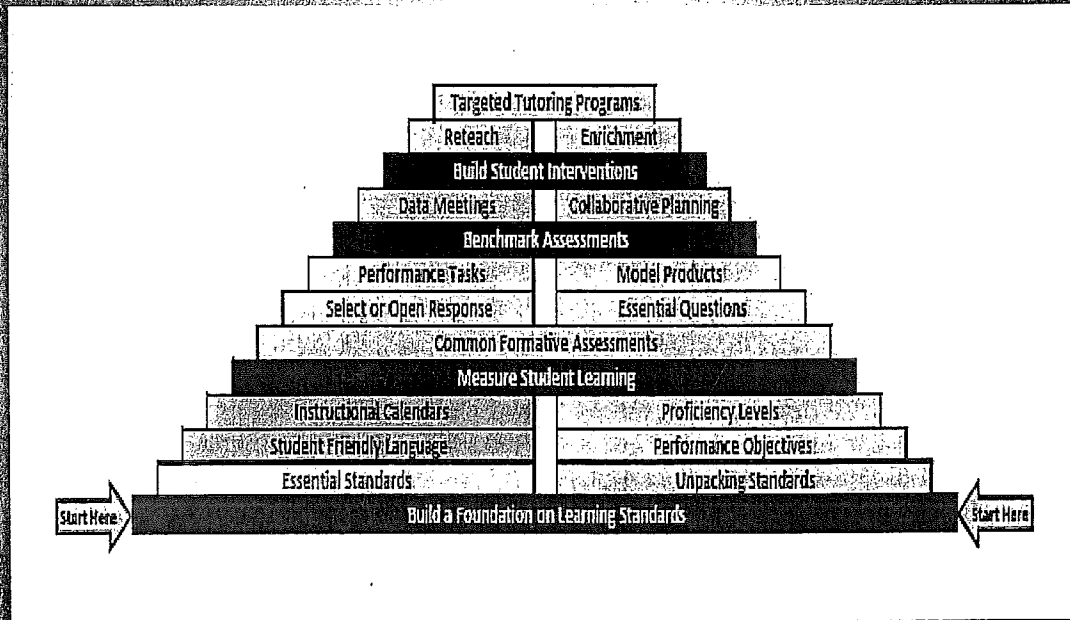 Targeted Tutoring Programs
Reteach Enrichment
Build Student Interventions
Data Meetings Collaborative Planning
Benchmark Assessments
Performance Tasks Model Products
Select or Open Response Essential Questions
Common Formative Assessments
Measure Student Learning
Instructional Calendars Proficiency Levels
Student Friendly Language Performance Objectives
Essential Standards Unpacking Standards
Start Here Build a Foundation on Learning Standards Start Here